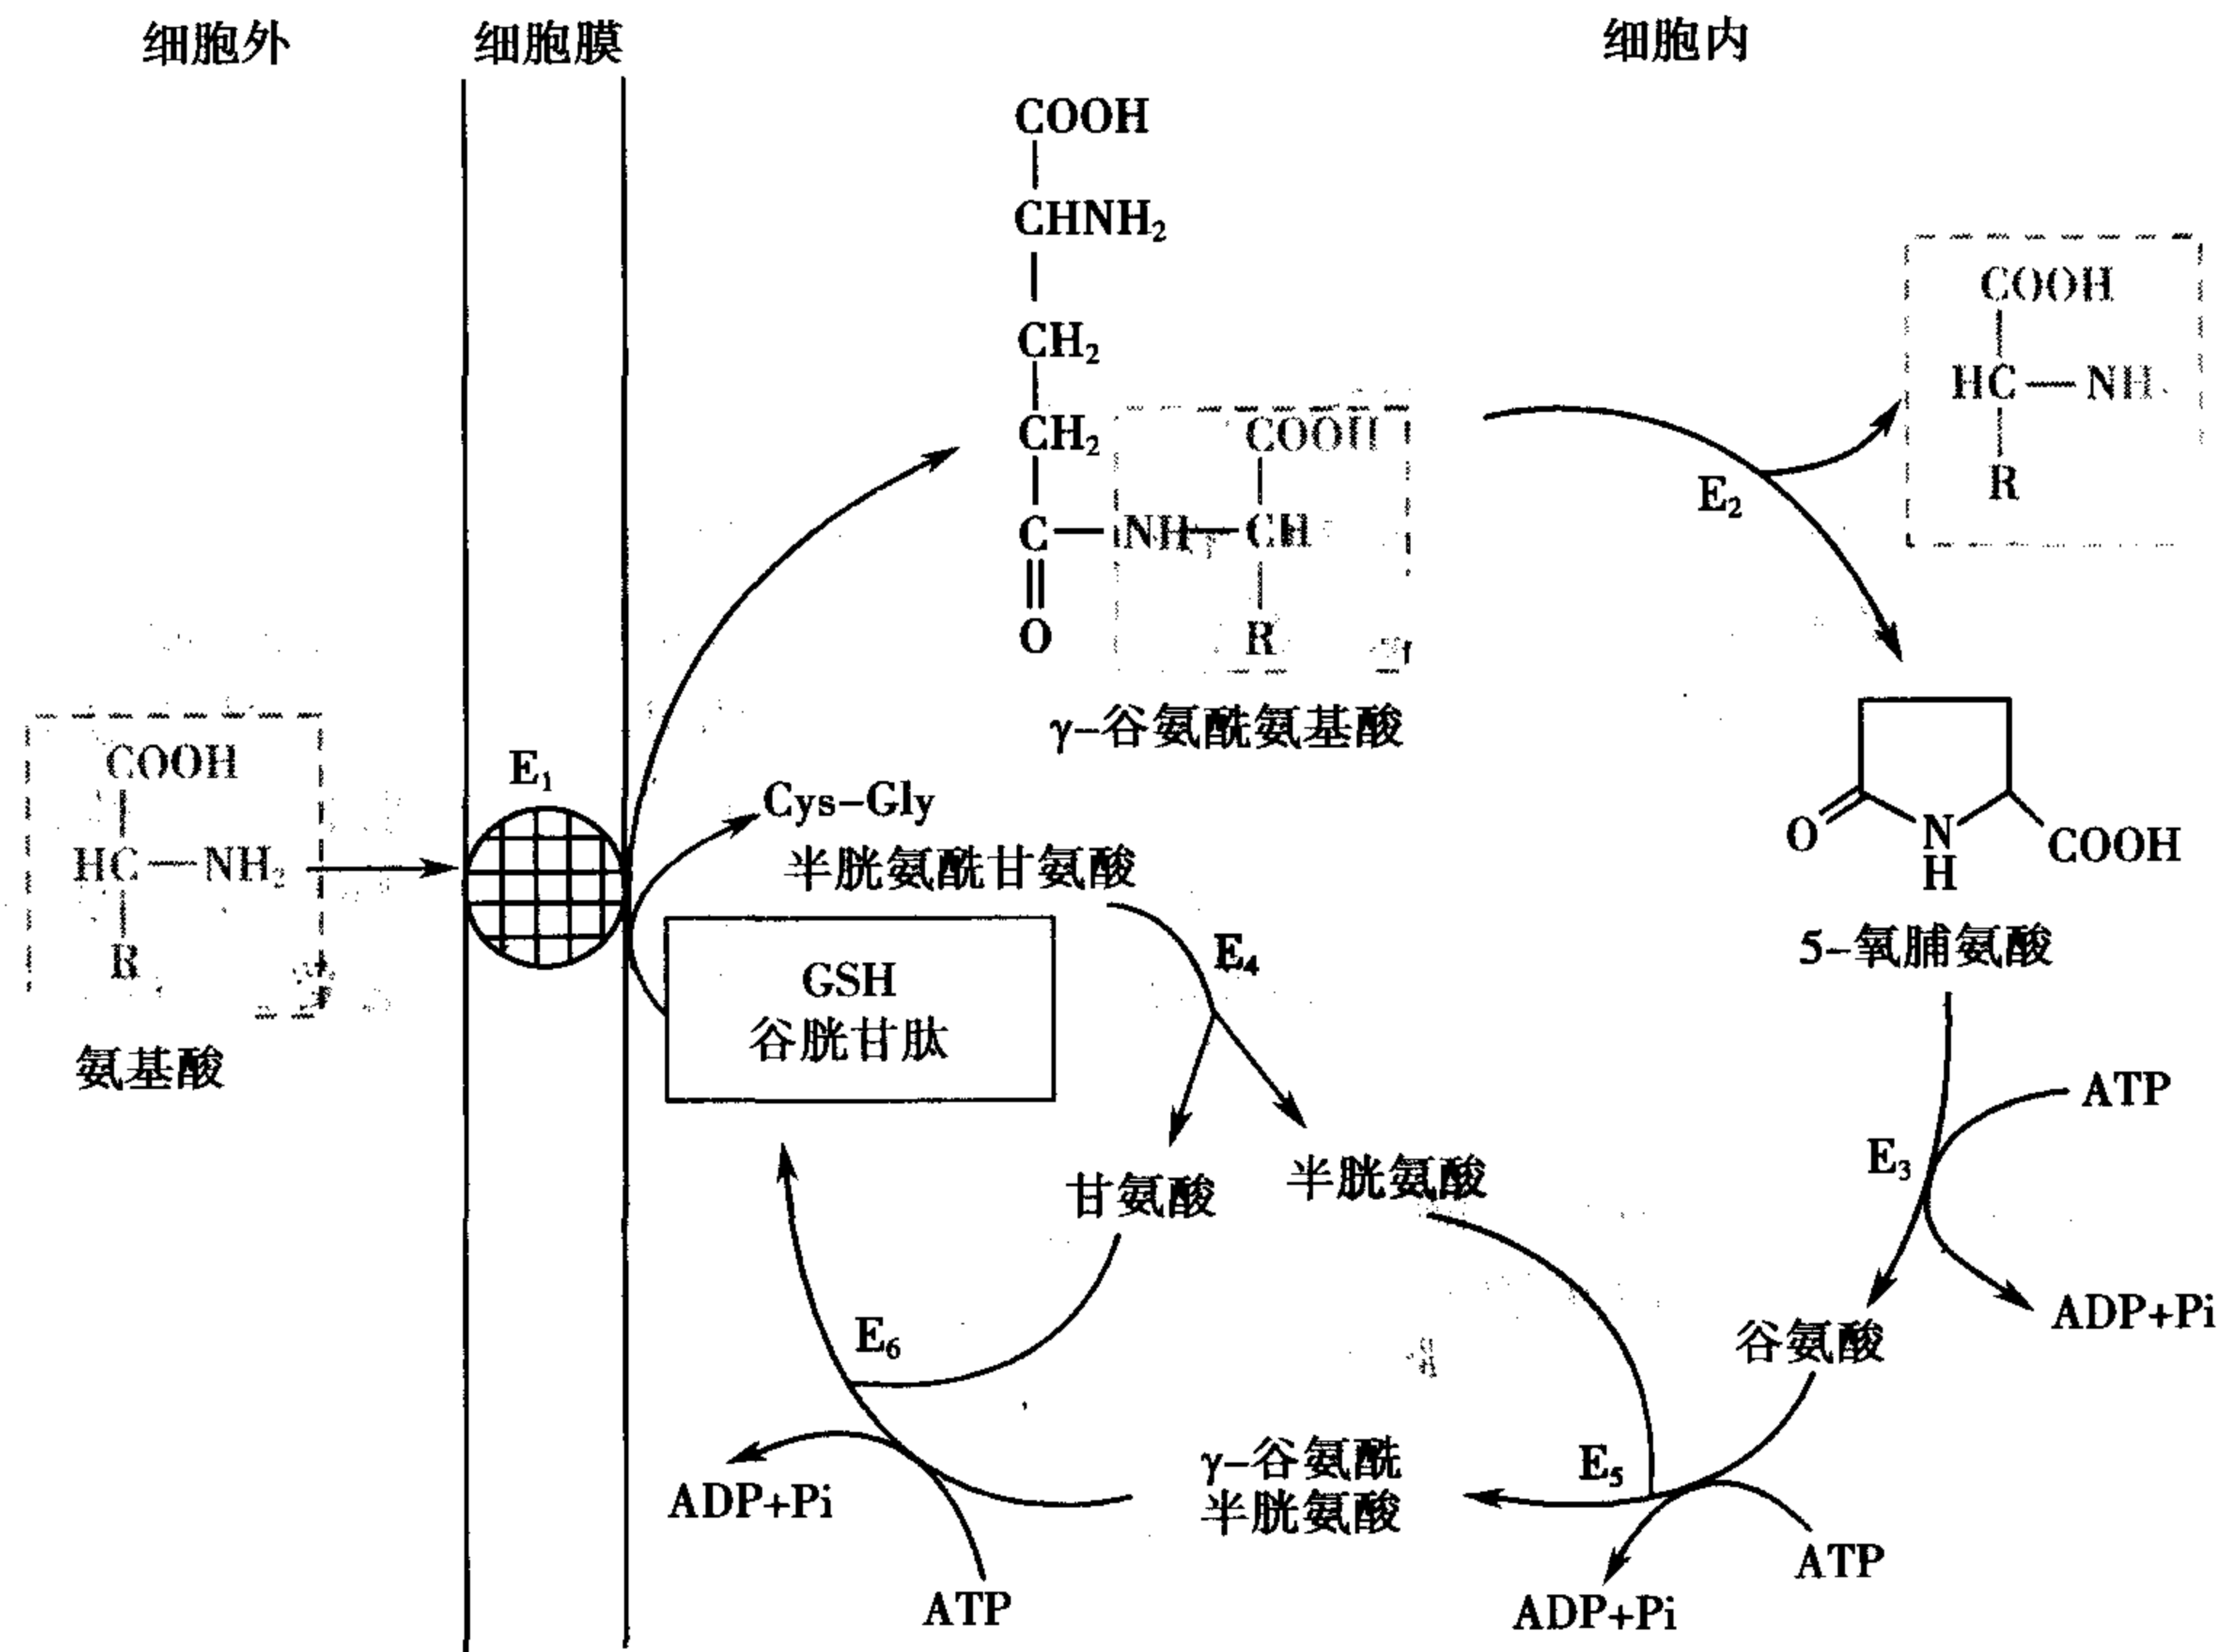 细胞外
细胞膜
细胞内
COOH
CHNH₂
CH₂
CH₂
C
O
COOH
NH
CH
R
γ-谷氨酰氨基酸
COOH
HC—NH
R
E₂
COOH
HC—NH₂
R
氨基酸
E₁
Cys-Gly
半胱氨酰甘氨酸
GSH
谷胱甘肽
E₄
O
N
H
COOH
5-氧脯氨酸
ATP
E₃
ADP+Pi
甘氨酸
半胱氨酸
谷氨酸
E₆
E₅
γ-谷氨酰
半胱氨酸
ADP+Pi
ATP
ATP
ADP+Pi